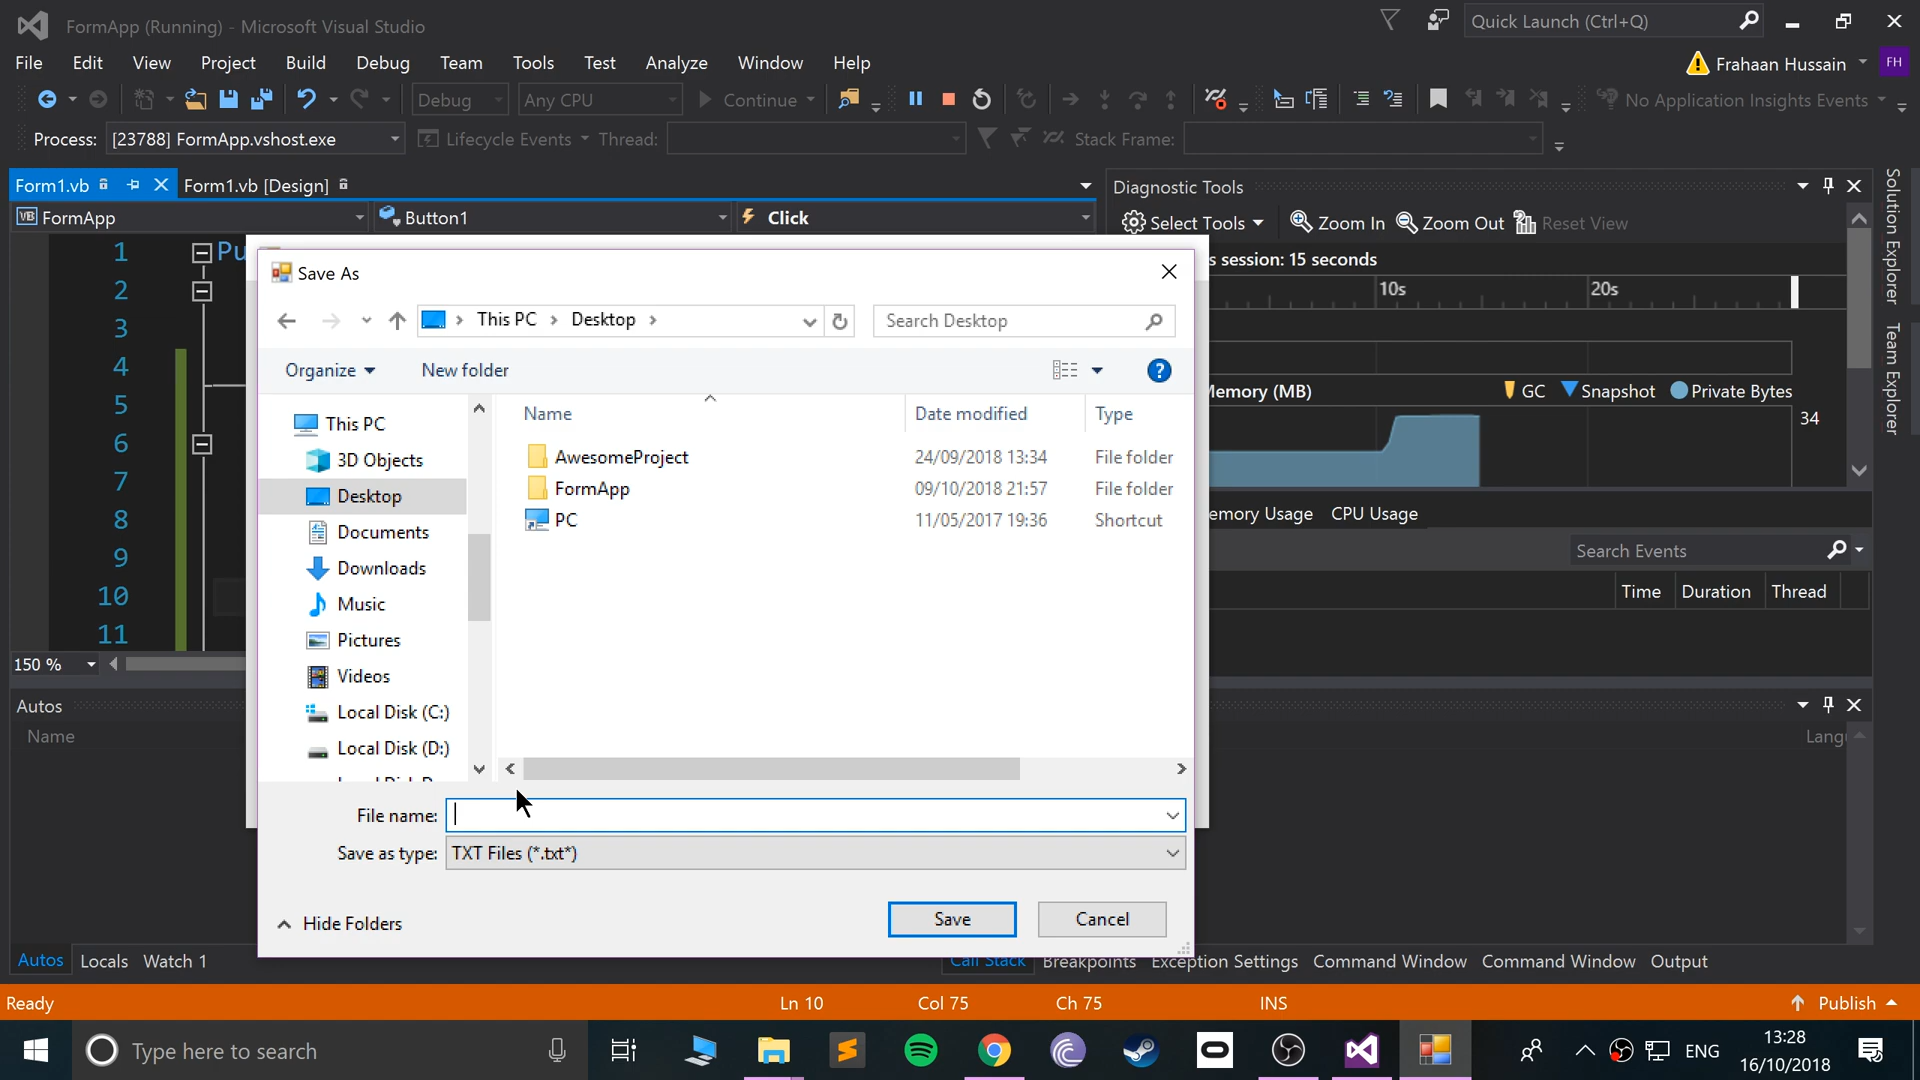 FormApp (Running) - Microsoft Visual Studio
Quick Launch (Ctrl+Q)
File Edit View Project Build Debug Team Tools Test Analyze Window Help
Frahaan Hussain FH
Debug Any CPU Continue No Application Insights Events
Process: [23788] FormApp.vshost.exe Lifecycle Events Thread: Stack Frame:
Form1.vb Form1.vb [Design]
Diagnostic Tools
VB FormApp Button1 Click
Select Tools Zoom In Zoom Out Reset View
Solution Explorer
Team Explorer
1 Pu
2
3
4
5
6
7
8
9
10
11
s session: 15 seconds
10s 20s
Memory (MB) GC Snapshot Private Bytes
34
emory Usage CPU Usage
Search Events
Time Duration Thread
Save As
This PC Desktop
Search Desktop
Organize New folder
Name Date modified Type
This PC
3D Objects
Desktop
Documents
Downloads
Music
Pictures
Videos
Local Disk (C:)
Local Disk (D:)
AwesomeProject 24/09/2018 13:34 File folder
FormApp 09/10/2018 21:57 File folder
PC 11/05/2017 19:36 Shortcut
File name:
Save as type: TXT Files (*.txt*)
Hide Folders
Save Cancel
150 %
Autos
Name
Lang
Autos Locals Watch 1
Call Stack Breakpoints Exception Settings Command Window Command Window Output
Ready Ln 10 Col 75 Ch 75 INS Publish
Type here to search
ENG
13:28
16/10/2018